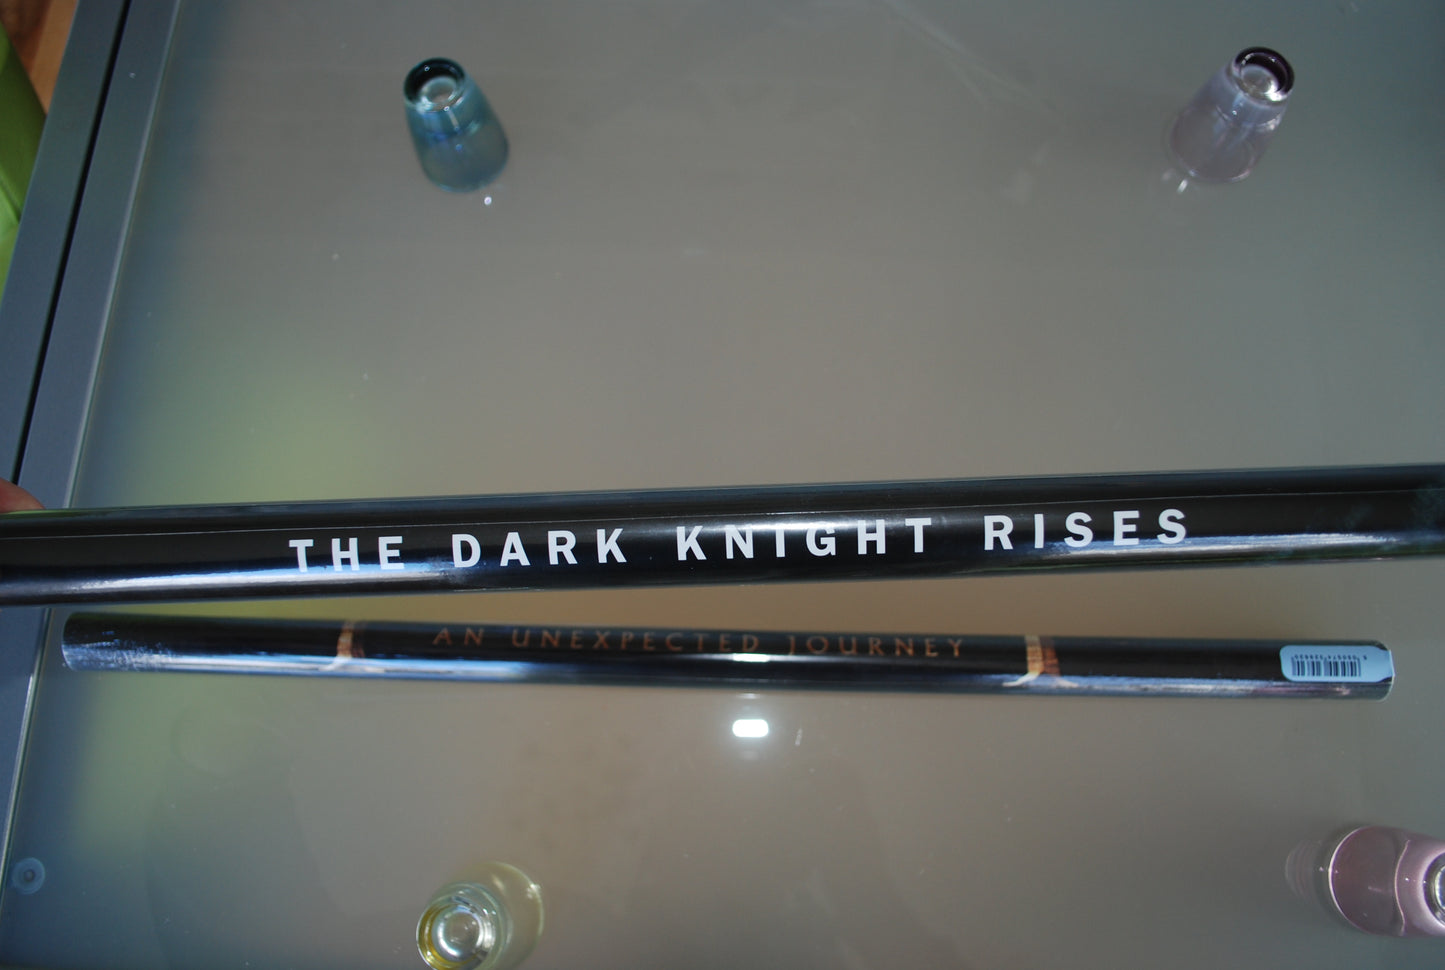 THE DARK KNIGHT RISES
AN UNEXPECTED JOURNEY